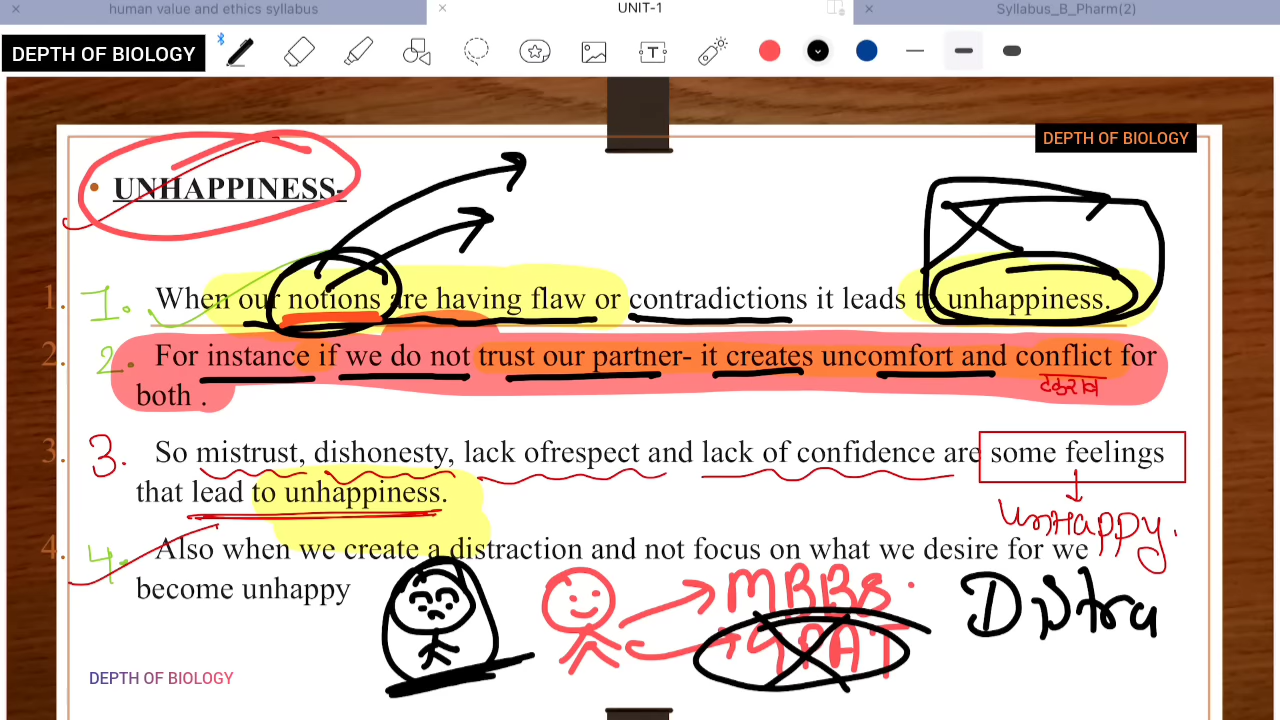 human value and ethics syllabus
UNIT-1
Syllabus_B_Pharm(2)
DEPTH OF BIOLOGY
DEPTH OF BIOLOGY
• UNHAPPINESS-
1. 1. When our notions are having flaw or contradictions it leads to unhappiness.
2. 2. For instance if we do not trust our partner- it creates uncomfort and conflict for
टकराव
both .
3. 3. So mistrust, dishonesty, lack ofrespect and lack of confidence are some feelings
that lead to unhappiness.
unHappy.
4. 4. Also when we create a distraction and not focus on what we desire for we
become unhappy
MBBS
GPAT
Distra
DEPTH OF BIOLOGY